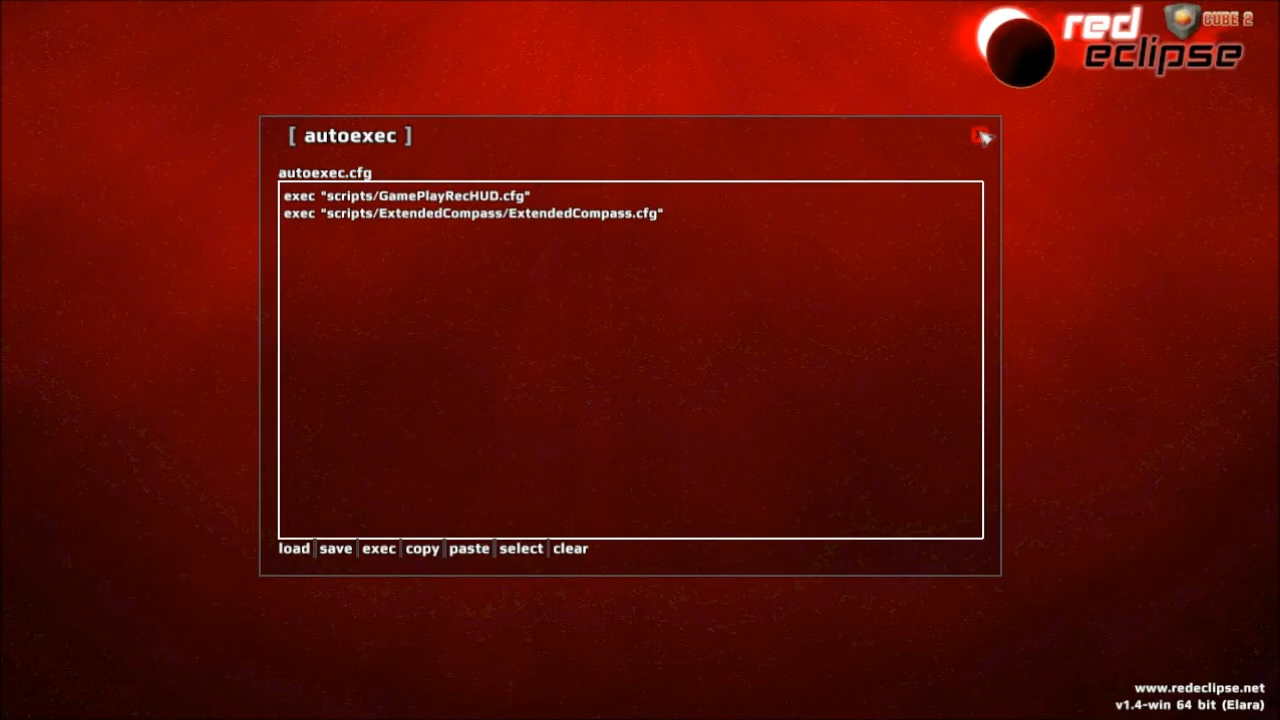 red
eclipse
CUBE 2
[ autoexec ]
autoexec.cfg
exec "scripts/GamePlayRecHUD.cfg"
exec "scripts/ExtendedCompass/ExtendedCompass.cfg"
load save exec copy paste select clear
www.redeclipse.net
v1.4-win 64 bit (Elara)